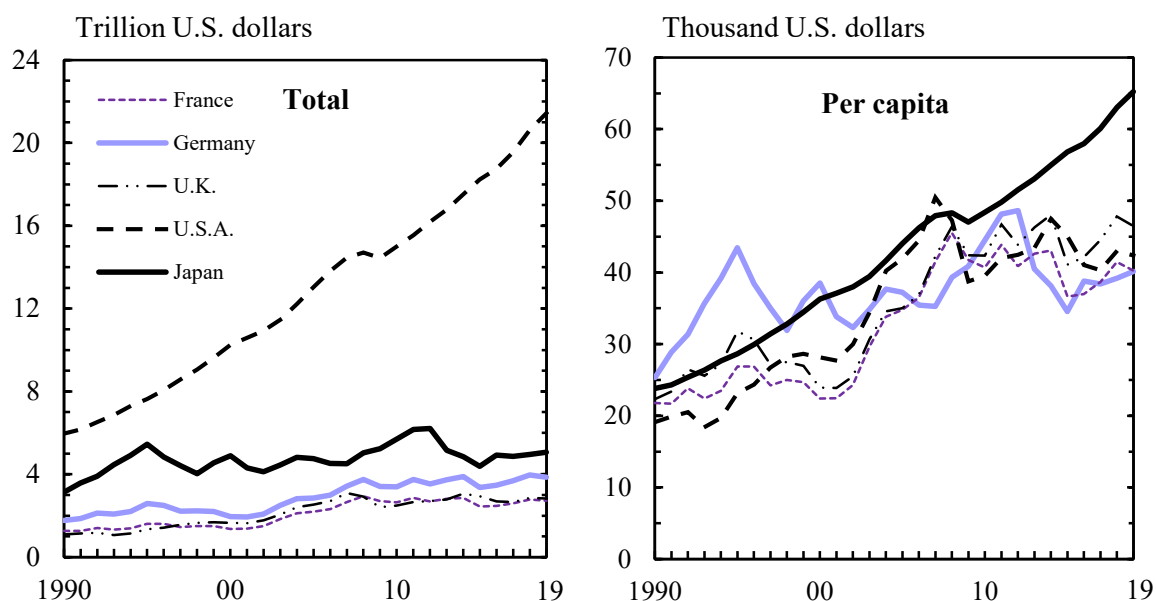 Trillion U.S. dollars
24
20
16
12
8
4
0
1990 00 10 19
Total
France
Germany
U.K.
U.S.A.
Japan
Thousand U.S. dollars
70
60
50
40
30
20
10
0
1990 00 10 19
Per capita